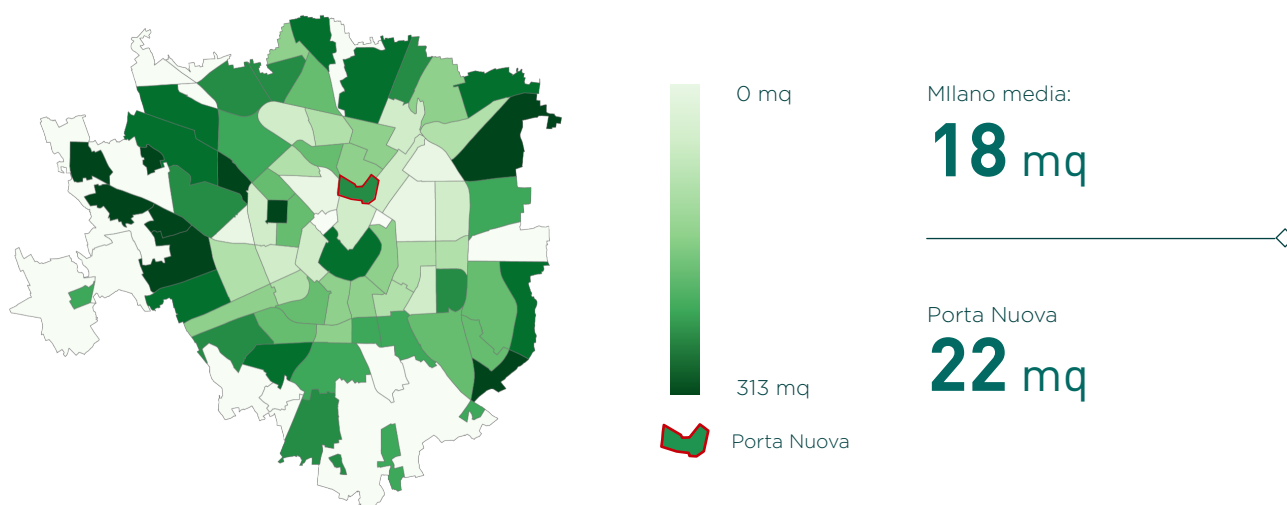 0 mq
313 mq
Porta Nuova
MIlano media:
18 mq
Porta Nuova
22 mq